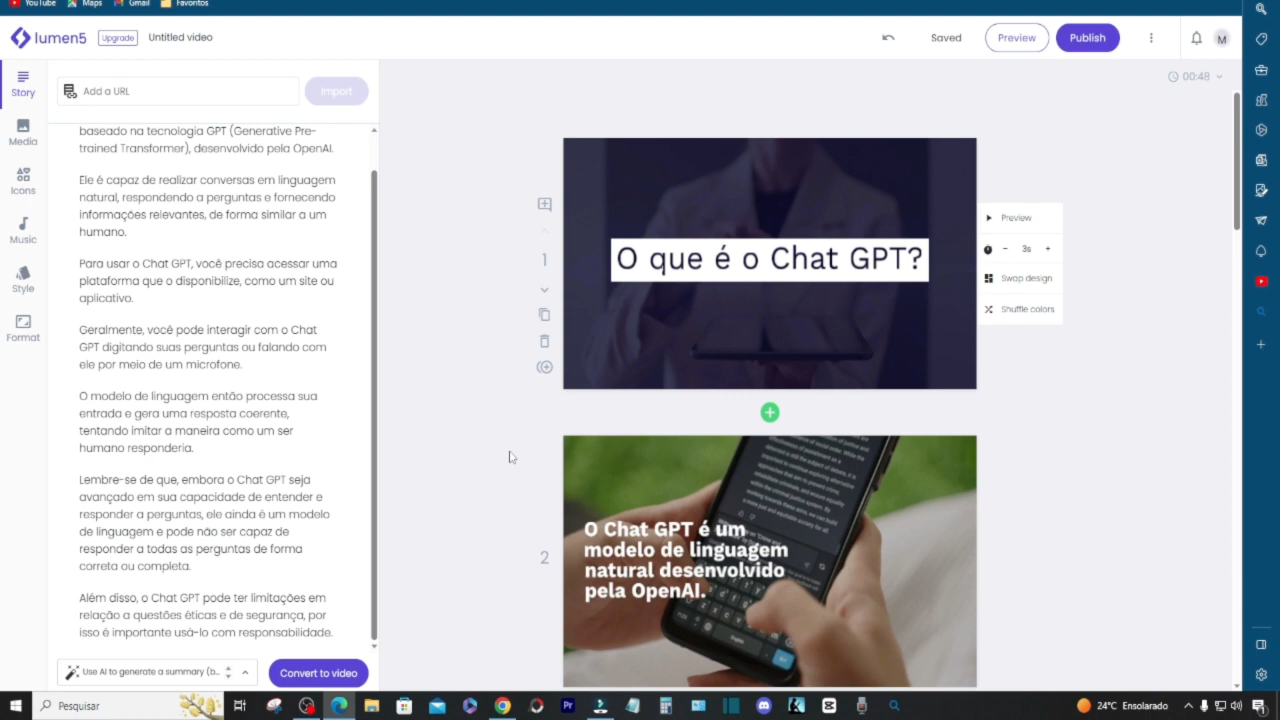 YouTube
Maps
Gmail
Favoritos
lumen5
Upgrade
Untitled video
Saved
Preview
Publish
M
Story
Media
Icons
Music
Style
Format
Add a URL
Import
baseado na tecnologia GPT (Generative Pre-
trained Transformer), desenvolvido pela OpenAI.
Ele é capaz de realizar conversas em linguagem
natural, respondendo a perguntas e fornecendo
informações relevantes, de forma similar a um
humano.
Para usar o Chat GPT, você precisa acessar uma
plataforma que o disponibilize, como um site ou
aplicativo.
Geralmente, você pode interagir com o Chat
GPT digitando suas perguntas ou falando com
ele por meio de um microfone.
O modelo de linguagem então processa sua
entrada e gera uma resposta coerente,
tentando imitar a maneira como um ser
humano responderia.
Lembre-se de que, embora o Chat GPT seja
avançado em sua capacidade de entender e
responder a perguntas, ele ainda é um modelo
de linguagem e pode não ser capaz de
responder a todas as perguntas de forma
correta ou completa.
Além disso, o Chat GPT pode ter limitações em
relação a questões éticas e de segurança, por
isso é importante usá-lo com responsabilidade.
Use AI to generate a summary (b...
Convert to video
00:48
1
O que é o Chat GPT?
Preview
- 3s +
Swap design
Shuffle colors
2
O Chat GPT é um
modelo de linguagem
natural desenvolvido
pela OpenAI.
Pesquisar
Pr
24°C Ensolarado